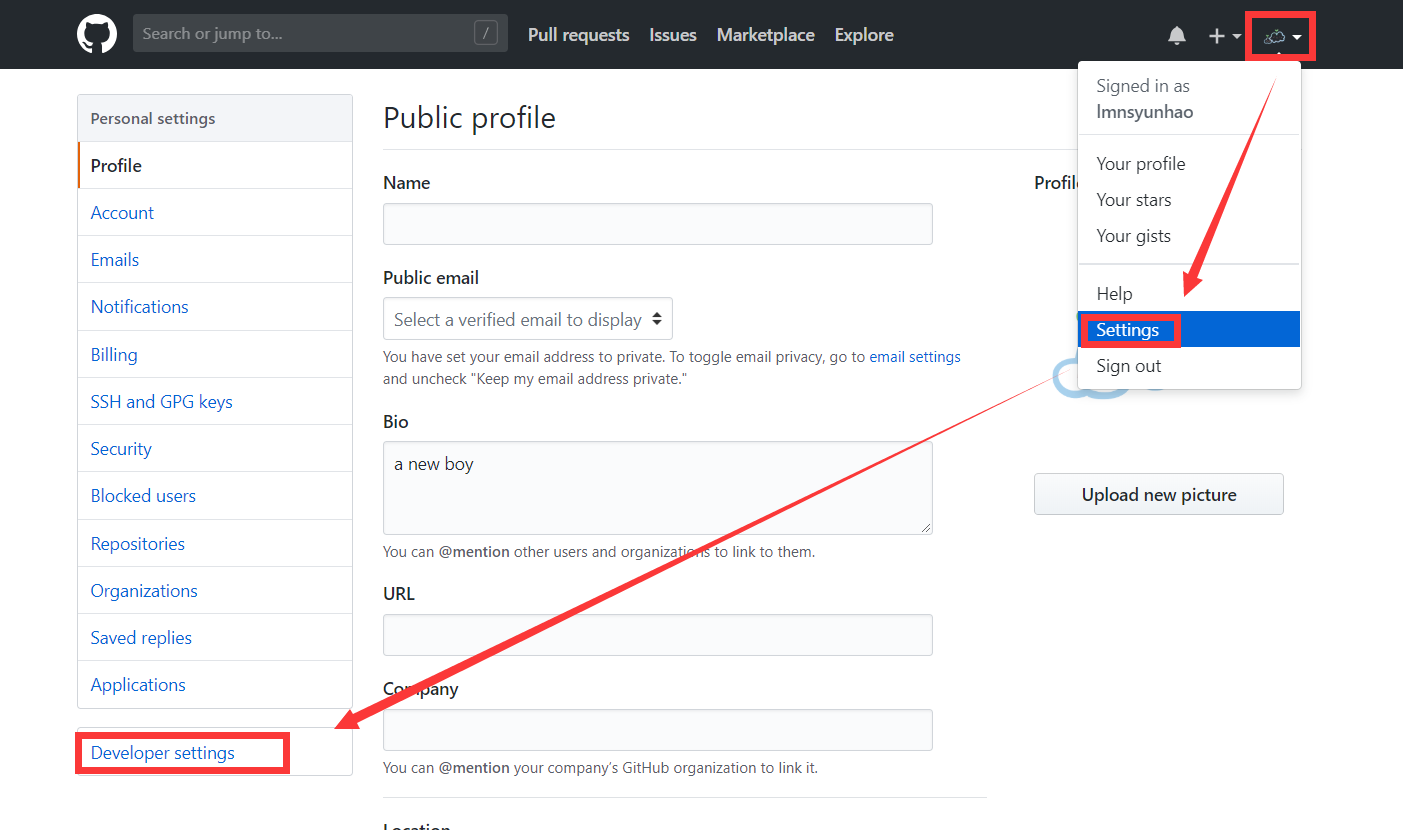 Search or jump to... /
Pull requests
Issues
Marketplace
Explore
Signed in as
lmnsyunhao
Your profile
Your stars
Your gists
Help
Settings
Sign out
Personal settings
Profile
Account
Emails
Notifications
Billing
SSH and GPG keys
Security
Blocked users
Repositories
Organizations
Saved replies
Applications
Developer settings
Public profile
Name
Public email
Select a verified email to display
You have set your email address to private. To toggle email privacy, go to email settings
and uncheck "Keep my email address private."
Bio
a new boy
You can @mention other users and organizations to link to them.
URL
Company
You can @mention your company's GitHub organization to link it.
Location
Profile
Upload new picture